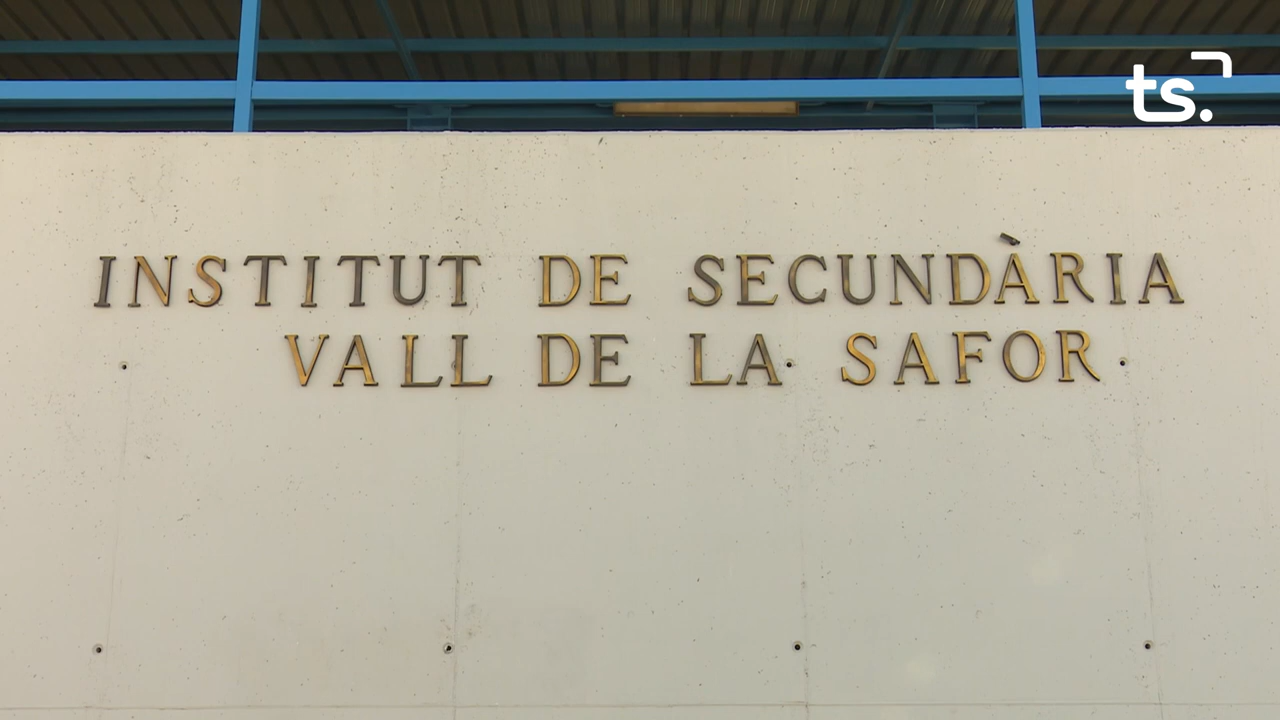 ts.
INSTITUT DE SECUNDÀRIA
VALL DE LA SAFOR